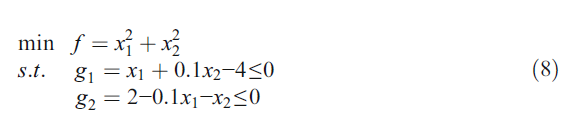 min f = x₁² + x₂²
s.t. g₁ = x₁ + 0.1x₂−4≤0 (8)
g₂ = 2−0.1x₁−x₂≤0